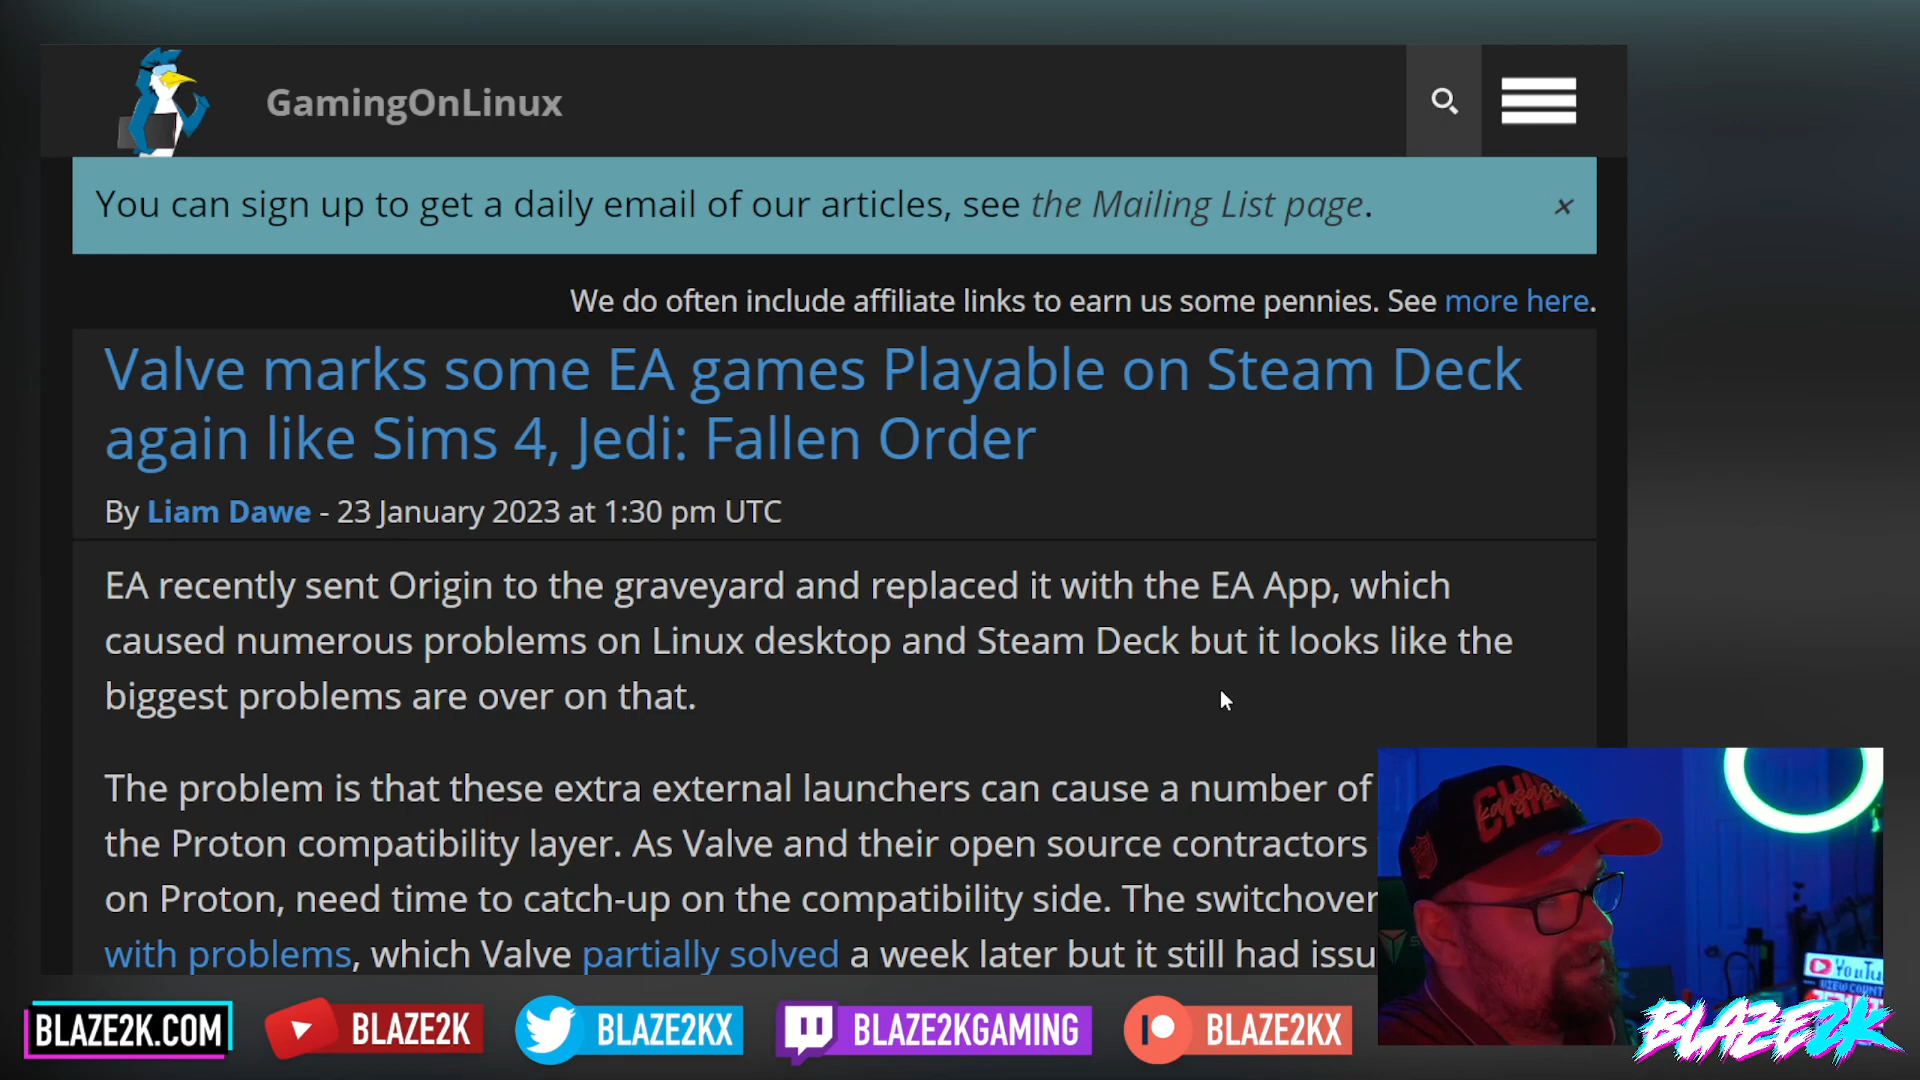 GamingOnLinux
You can sign up to get a daily email of our articles, see the Mailing List page. ×
We do often include affiliate links to earn us some pennies. See more here.
Valve marks some EA games Playable on Steam Deck
again like Sims 4, Jedi: Fallen Order
By Liam Dawe - 23 January 2023 at 1:30 pm UTC
EA recently sent Origin to the graveyard and replaced it with the EA App, which
caused numerous problems on Linux desktop and Steam Deck but it looks like the
biggest problems are over on that.
The problem is that these extra external launchers can cause a number of
the Proton compatibility layer. As Valve and their open source contractors
on Proton, need time to catch-up on the compatibility side. The switchover
with problems, which Valve partially solved a week later but it still had issu
YouTu
VIEW COUNT
BLAZE2K.COM
BLAZE2K
BLAZE2KX
BLAZE2KGAMING
BLAZE2KX
BLAZE2K